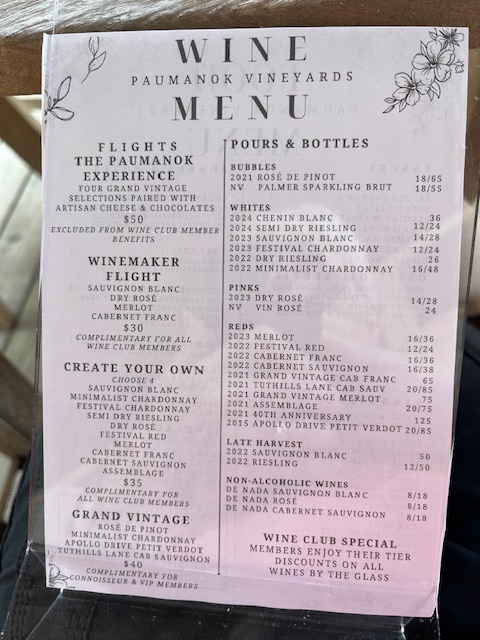 WINE
PAUMANOK VINEYARDS
MENU
FLIGHTS
THE PAUMANOK
EXPERIENCE
FOUR GRAND VINTAGE
SELECTIONS PAIRED WITH
ARTISAN CHEESE & CHOCOLATES
$50
EXCLUDED FROM WINE CLUB MEMBER
BENEFITS
WINEMAKER
FLIGHT
SAUVIGNON BLANC
DRY ROSÉ
MERLOT
CABERNET FRANC
$30
COMPLIMENTARY FOR ALL
WINE CLUB MEMBERS
CREATE YOUR OWN
CHOOSE 4
SAUVIGNON BLANC
MINIMALIST CHARDONNAY
FESTIVAL CHARDONNAY
SEMI DRY RIESLING
DRY ROSÉ
FESTIVAL RED
MERLOT
CABERNET FRANC
CABERNET SAUVIGNON
ASSEMBLAGE
$35
COMPLIMENTARY FOR
ALL WINE CLUB MEMBERS
GRAND VINTAGE
ROSÉ DE PINOT
MINIMALIST CHARDONNAY
APOLLO DRIVE PETIT VERDOT
TUTHILLS LANE CAB SAUVIGNON
$40
COMPLIMENTARY FOR
CONNOISSEUR & VIP MEMBERS
POURS & BOTTLES
BUBBLES
2021 ROSÉ DE PINOT 18/65
NV PALMER SPARKLING BRUT 18/55
WHITES
2024 CHENIN BLANC 36
2024 SEMI DRY RIESLING 12/24
2023 SAUVIGNON BLANC 14/28
2023 FESTIVAL CHARDONNAY 12/24
2022 DRY RIESLING 26
2022 MINIMALIST CHARDONNAY 16/48
PINKS
2023 DRY ROSÉ 14/28
NV VIN ROSÉ 24
REDS
2023 MERLOT 16/36
2022 FESTIVAL RED 12/24
2022 CABERNET FRANC 16/36
2022 CABERNET SAUVIGNON 16/38
2021 GRAND VINTAGE CAB FRANC 65
2021 TUTHILLS LANE CAB SAUV 20/85
2021 GRAND VINTAGE MERLOT 75
2021 ASSEMBLAGE 20/75
2021 40TH ANNIVERSARY 125
2015 APOLLO DRIVE PETIT VERDOT 20/85
LATE HARVEST
2022 SAUVIGNON BLANC 50
2022 RIESLING 12/50
NON-ALCOHOLIC WINES
DE NADA SAUVIGNON BLANC 8/18
DE NADA ROSÉ 8/18
DE NADA CABERNET SAUVIGNON 8/18
WINE CLUB SPECIAL
MEMBERS ENJOY THEIR TIER
DISCOUNTS ON ALL
WINES BY THE GLASS